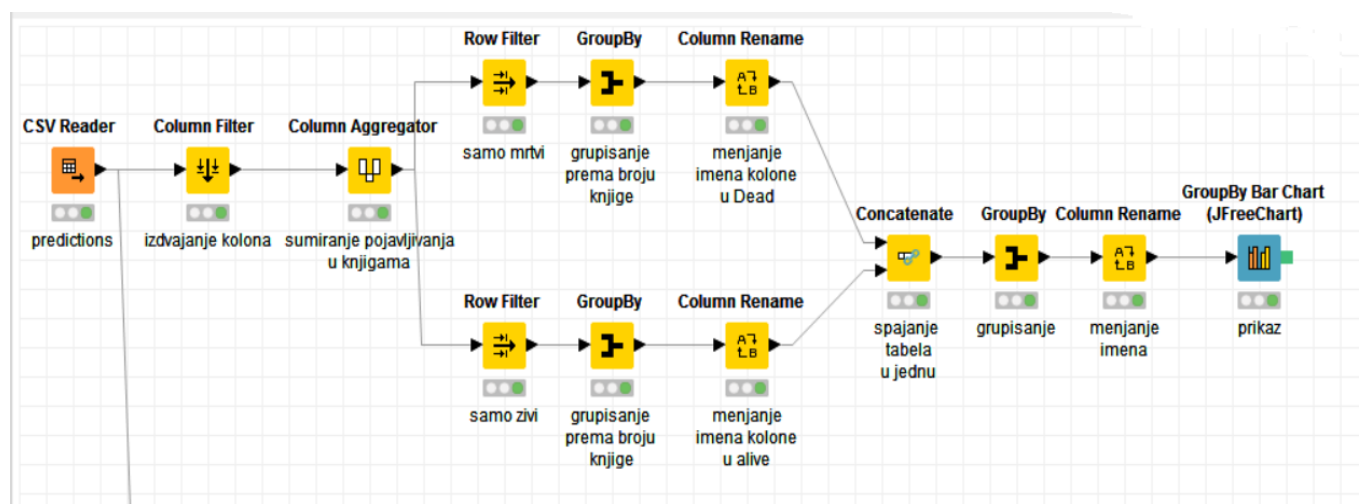 Row Filter
GroupBy
Column Rename
samo mrtvi
grupisanje
prema broju
knjige
menjanje
imena kolone
u Dead
CSV Reader
Column Filter
Column Aggregator
predictions
izdvajanje kolona
sumiranje pojavljivanja
u knjigama
Row Filter
GroupBy
Column Rename
samo zivi
grupisanje
prema broju
knjige
menjanje
imena kolone
u alive
Concatenate
GroupBy
Column Rename
GroupBy Bar Chart
(JFreeChart)
spajanje
tabela
u jednu
grupisanje
menjanje
imena
prikaz